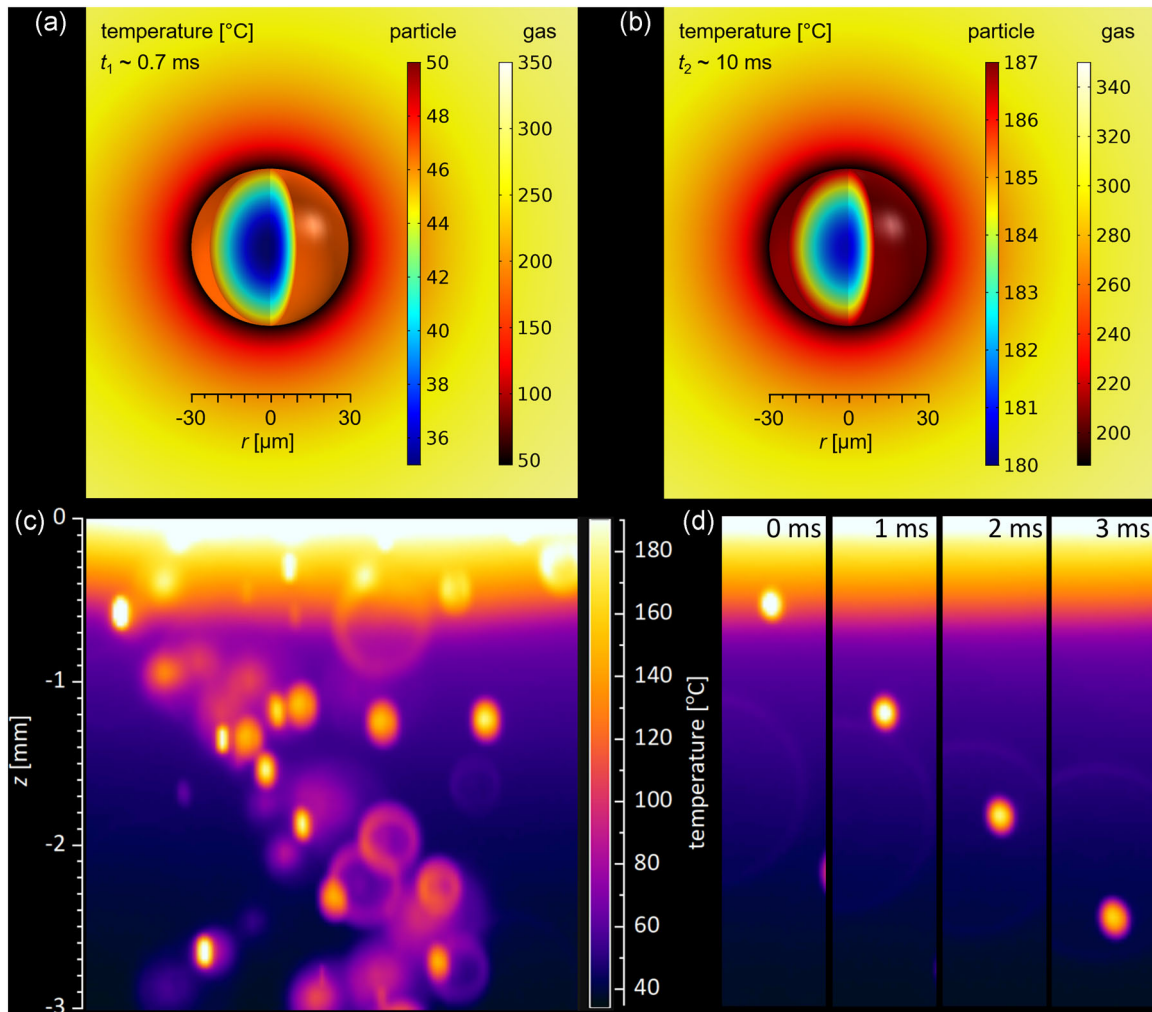 (a)
temperature [°C]
particle
gas
t₁ ~ 0.7 ms
50
48
46
44
42
40
38
36
350
300
250
200
150
100
50
-30 0 30
r [µm]
(b)
temperature [°C]
particle
gas
t₂ ~ 10 ms
187
186
185
184
183
182
181
180
340
320
300
280
260
240
220
200
-30 0 30
r [µm]
(c)
0
-1
-2
-3
z [mm]
180
160
140
120
100
80
60
40
temperature [°C]
(d)
0 ms
1 ms
2 ms
3 ms